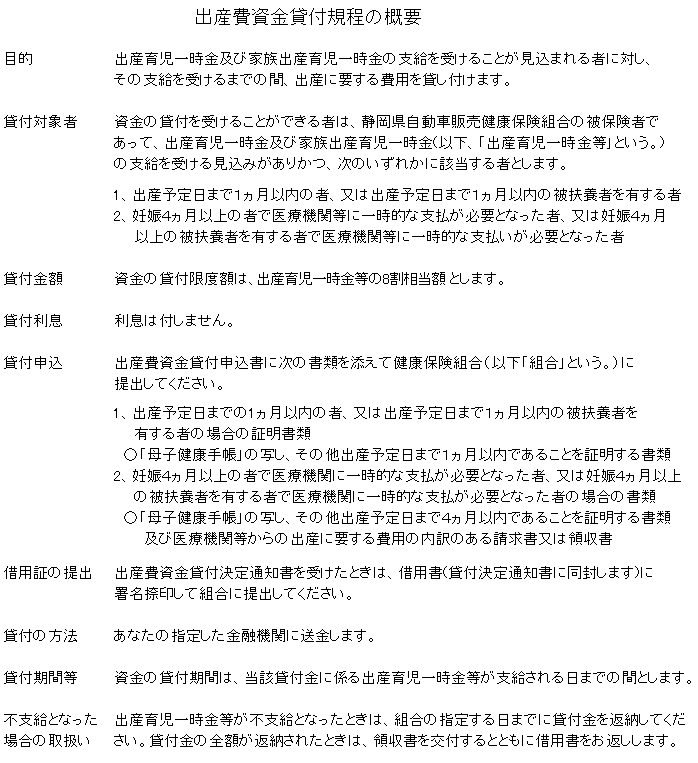 出産費資金貸付規程の概要
目的 出産育児一時金及び家族出産育児一時金の支給を受けることが見込まれる者に対し、
その支給を受けるまでの間、出産に要する費用を貸し付けます。
貸付対象者 資金の貸付を受けることができる者は、静岡県自動車販売健康保険組合の被保険者で
あって、出産育児一時金及び家族出産育児一時金(以下、「出産育児一時金等」という。)
の支給を受ける見込みがありかつ、次のいずれかに該当する者とします。
1、出産予定日まで1ヵ月以内の者、又は出産予定日まで1ヵ月以内の被扶養者を有する者
2、妊娠4ヵ月以上の者で医療機関等に一時的な支払が必要となった者、又は妊娠4ヵ月
以上の被扶養者を有する者で医療機関等に一時的な支払いが必要となった者
貸付金額 資金の貸付限度額は、出産育児一時金等の8割相当額とします。
貸付利息 利息は付しません。
貸付申込 出産費資金貸付申込書に次の書類を添えて健康保険組合(以下「組合」という。)に
提出してください。
1、出産予定日までの1ヵ月以内の者、又は出産予定日まで1ヵ月以内の被扶養者を
有する者の場合の証明書類
○「母子健康手帳」の写し、その他出産予定日まで1ヵ月以内であることを証明する書類
2、妊娠4ヵ月以上の者で医療機関に一時的な支払が必要となった者、又は妊娠4ヵ月以上
の被扶養者を有する者で医療機関に一時的な支払が必要となった者の場合の書類
○「母子健康手帳」の写し、その他出産予定日まで4ヵ月以内であることを証明する書類
及び医療機関等からの出産に要する費用の内訳のある請求書又は領収書
借用証の提出 出産費資金貸付決定通知書を受けたときは、借用書(貸付決定通知書に同封します)に
署名捺印して組合に提出してください。
貸付の方法 あなたの指定した金融機関に送金します。
貸付期間等 資金の貸付期間は、当該貸付金に係る出産育児一時金等が支給される日までの間とします。
不支給となった 出産育児一時金等が不支給となったときは、組合の指定する日までに貸付金を返納してくだ
場合の取扱い さい。貸付金の全額が返納されたときは、領収書を交付するとともに借用書をお返しします。